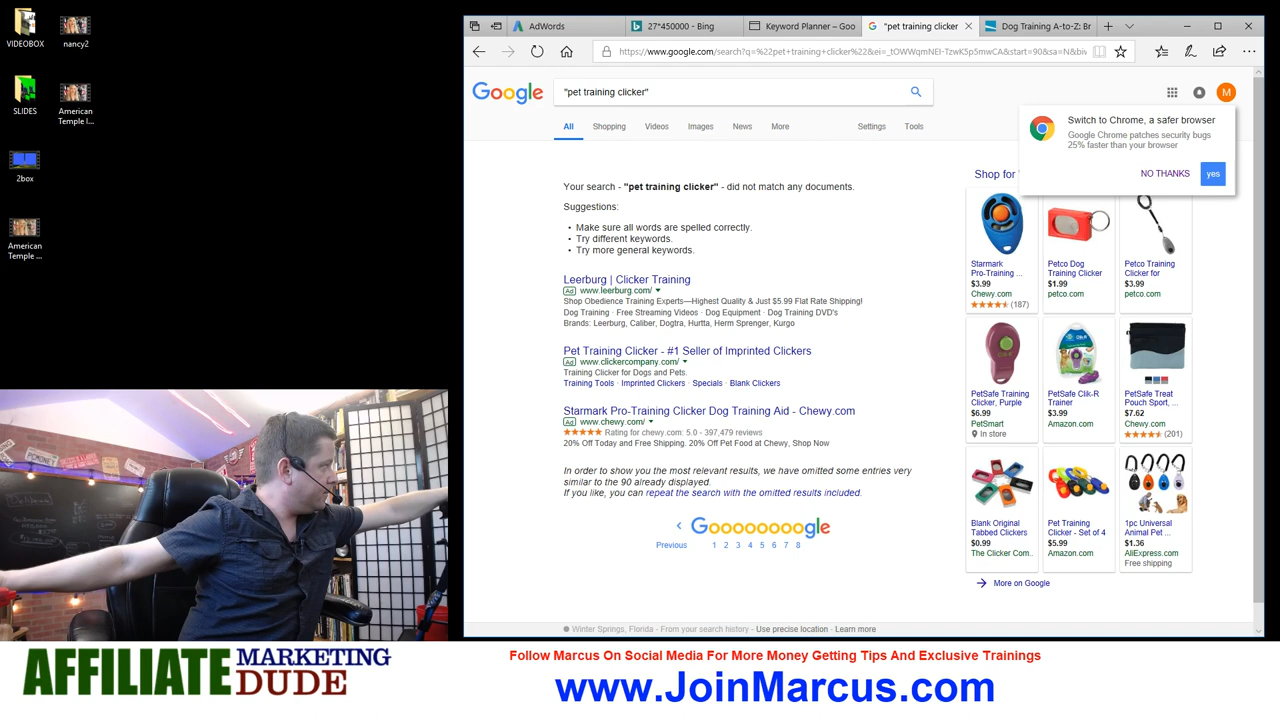 VIDEOBOX
nancy2
SLIDES
American
Temple I...
2box
American
Temple ...
AdWords
27*450000 - Bing
Keyword Planner – Goo
"pet training clicker
Dog Training A-to-Z: Br
https://www.google.com/search?q=%22pet+training+clicker%22&ei=_tOWWqmNEI-TzwK5p5mwCA&start=90&sa=N&biv
Google
"pet training clicker"
M
All
Shopping
Videos
Images
News
More
Settings
Tools
Switch to Chrome, a safer browser
Google Chrome patches security bugs
25% faster than your browser
NO THANKS
yes
Your search - "pet training clicker" - did not match any documents.
Suggestions:
• Make sure all words are spelled correctly.
• Try different keywords.
• Try more general keywords.
Leerburg | Clicker Training
Ad www.leerburg.com/
Shop Obedience Training Experts—Highest Quality & Just $5.99 Flat Rate Shipping!
Dog Training · Free Streaming Videos · Dog Equipment · Dog Training DVD's
Brands: Leerburg, Caliber, Dogtra, Hurtta, Herm Sprenger, Kurgo
Pet Training Clicker - #1 Seller of Imprinted Clickers
Ad www.clickercompany.com/
Training Clicker for Dogs and Pets.
Training Tools · Imprinted Clickers · Specials · Blank Clickers
Starmark Pro-Training Clicker Dog Training Aid - Chewy.com
Ad www.chewy.com/
Rating for chewy.com: 5.0 - 397,479 reviews
20% Off Today and Free Shipping. 20% Off Pet Food at Chewy, Shop Now
In order to show you the most relevant results, we have omitted some entries very
similar to the 90 already displayed.
If you like, you can repeat the search with the omitted results included.
Gooooooooogle
Previous
1 2 3 4 5 6 7 8
Shop for
Starmark
Pro-Training ...
$3.99
Chewy.com
(187)
Petco Dog
Training Clicker
$1.99
petco.com
Petco Training
Clicker for
$3.99
petco.com
PetSafe Training
Clicker, Purple
$6.99
PetSmart
In store
PetSafe Clik-R
Trainer
$3.99
Amazon.com
PetSafe Treat
Pouch Sport, ...
$7.62
Chewy.com
(201)
Blank Original
Tabbed Clickers
$0.99
The Clicker Com..
Pet Training
Clicker - Set of 4
$5.99
Amazon.com
1pc Universal
Animal Pet ...
$1.36
AliExpress.com
Free shipping
More on Google
Winter Springs, Florida - From your search history - Use precise location - Learn more
AFFILIATE MARKETING
DUDE
Follow Marcus On Social Media For More Money Getting Tips And Exclusive Trainings
www.JoinMarcus.com